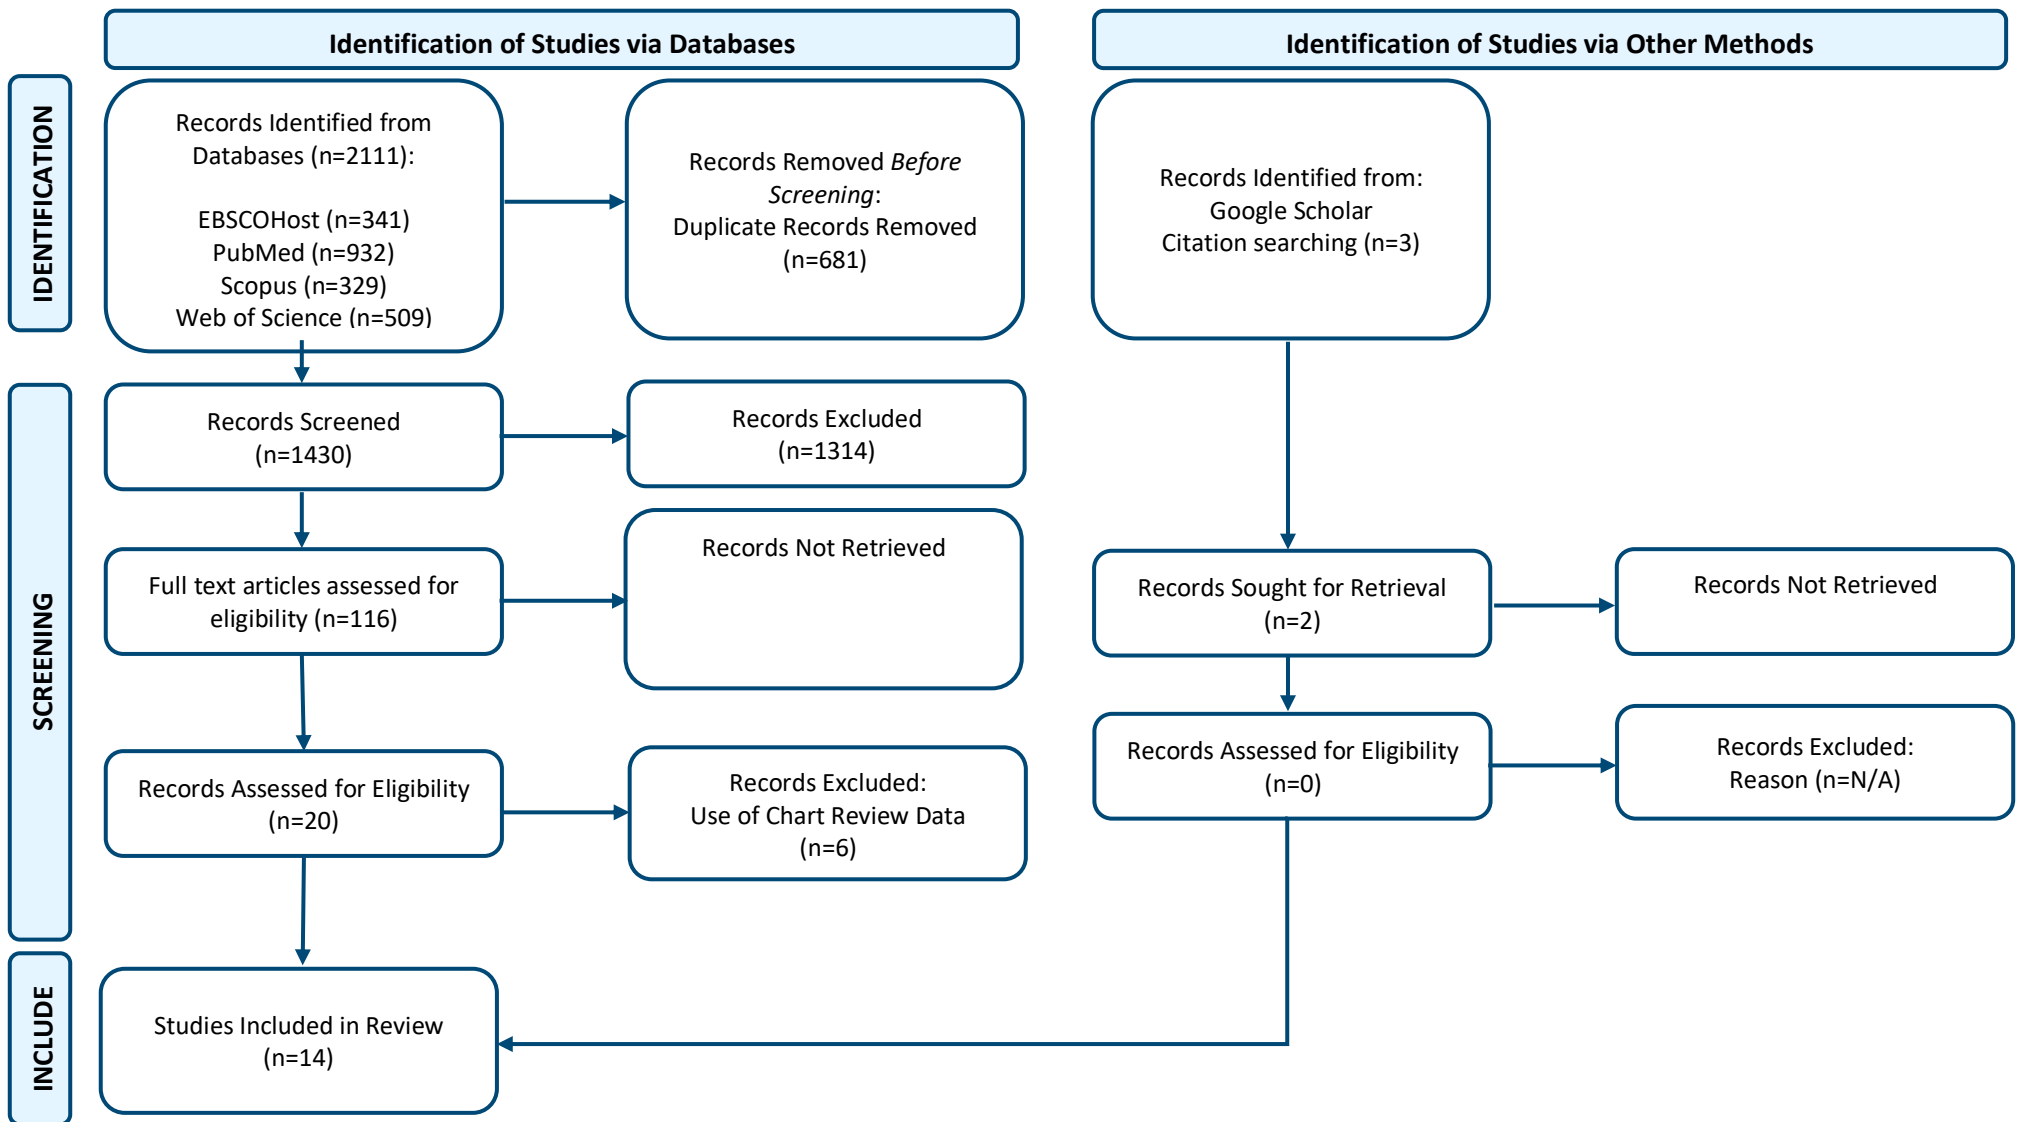 Identification of Studies via Databases
Identification of Studies via Other Methods
IDENTIFICATION
Records Identified from
Databases (n=2111):
EBSCOHost (n=341)
PubMed (n=932)
Scopus (n=329)
Web of Science (n=509)
Records Removed Before
Screening:
Duplicate Records Removed
(n=681)
Records Identified from:
Google Scholar
Citation searching (n=3)
SCREENING
Records Screened
(n=1430)
Records Excluded
(n=1314)
Full text articles assessed for
eligibility (n=116)
Records Not Retrieved
Records Sought for Retrieval
(n=2)
Records Not Retrieved
Records Assessed for Eligibility
(n=20)
Records Excluded:
Use of Chart Review Data
(n=6)
Records Assessed for Eligibility
(n=0)
Records Excluded:
Reason (n=N/A)
INCLUDE
Studies Included in Review
(n=14)